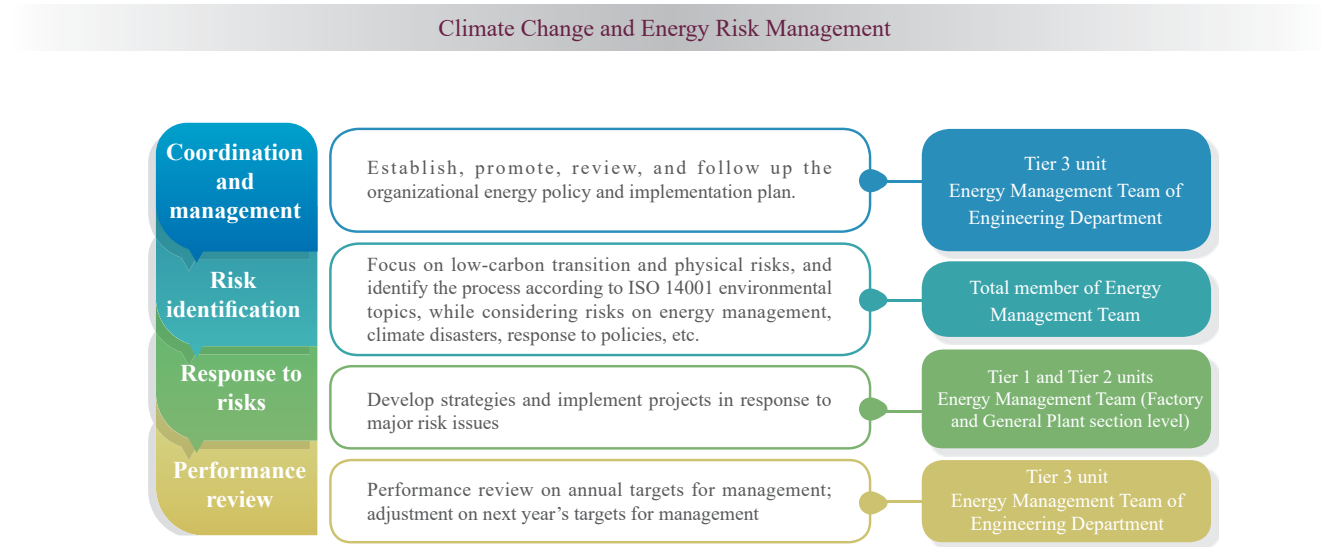 Climate Change and Energy Risk Management
Coordination
and
management
Establish, promote, review, and follow up the
organizational energy policy and implementation plan.
Tier 3 unit
Energy Management Team of
Engineering Department
Risk
identification
Focus on low-carbon transition and physical risks, and
identify the process according to ISO 14001 environmental
topics, while considering risks on energy management,
climate disasters, response to policies, etc.
Total member of Energy
Management Team
Response to
risks
Develop strategies and implement projects in response to
major risk issues
Tier 1 and Tier 2 units
Energy Management Team (Factory
and General Plant section level)
Performance
review
Performance review on annual targets for management;
adjustment on next year’s targets for management
Tier 3 unit
Energy Management Team of
Engineering Department